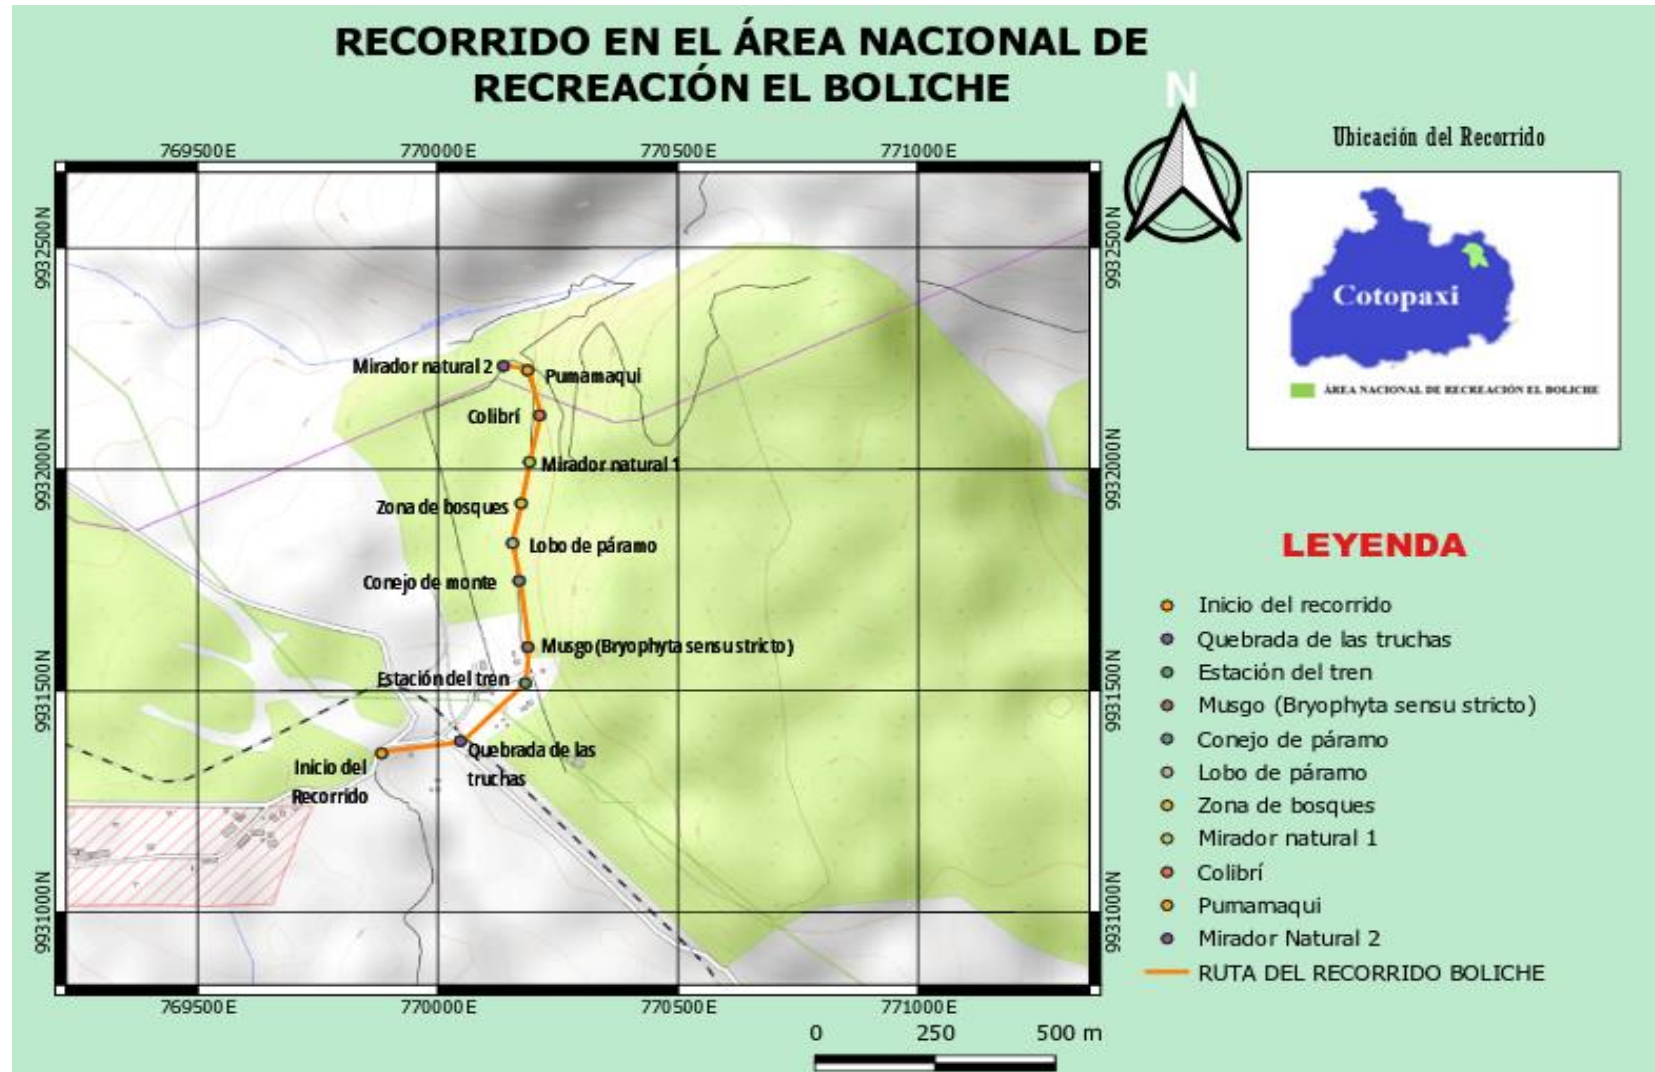 RECORRIDO EN EL ÁREA NACIONAL DE
RECREACIÓN EL BOLICHE
N
Ubicación del Recorrido
Cotopaxi
ÁREA NACIONAL DE RECREACIÓN EL BOLICHE
769500E
770000E
770500E
771000E
9932500N
9932000N
9931500N
9931000N
9932500N
9932000N
9931500N
9931000N
Mirador natural 2
Pumamaqui
Colibrí
Mirador natural 1
Zona de bosques
Lobo de páramo
Conejo de monte
Musgo (Bryophyta sensu stricto)
Estación del tren
Quebrada de las
truchas
Inicio del
Recorrido
769500E
770000E
770500E
771000E
0
250
500 m
LEYENDA
Inicio del recorrido
Quebrada de las truchas
Estación del tren
Musgo (Bryophyta sensu stricto)
Conejo de páramo
Lobo de páramo
Zona de bosques
Mirador natural 1
Colibrí
Pumamaqui
Mirador Natural 2
RUTA DEL RECORRIDO BOLICHE